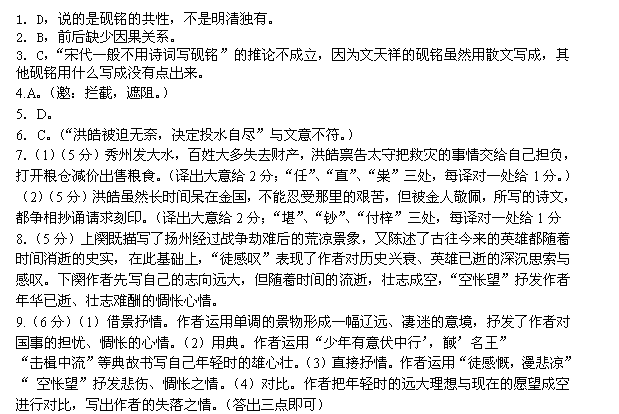 1. D，说的是砚铭的共性，不是明清独有。
2. B，前后缺少因果关系。
3. C，“宋代一般不用诗词写砚铭”的推论不成立，因为文天祥的砚铭虽然用散文写成，其
他砚铭用什么写成没有点出来。
4.A。（邀：拦截，遮阻。）
5. D。
6. C。（“洪皓被迫无奈，决定投水自尽”与文意不符。）
7.（1）（5 分）秀州发大水，百姓大多失去财产，洪皓禀告太守把救灾的事情交给自己担负，
打开粮仓减价出售粮食。（译出大意给 2 分；“任”、“直”、“粜”三处，每译对一处给 1 分。）
（2）（5 分）洪皓虽然长时间呆在金国，不能忍受那里的艰苦，但被金人敬佩，所写的诗文，
都争相抄诵请求刻印。（译出大意给 2 分；“堪”、“钞”、“付梓”三处，每译对一处给 1 分
8.（5 分）上阕既描写了扬州经过战争劫难后的荒凉景象，又陈述了古往今来的英雄都随着
时间消逝的史实，在此基础上，“徒感叹”表现了作者对历史兴衰、英雄已逝的深沉思索与
感叹。下阕作者先写自己的志向远大，但随着时间的流逝，壮志成空，“空怅望”抒发作者
年华已逝、壮志难酬的惆怅心情。
9.（6 分）（1）借景抒情。作者运用单调的景物形成一幅辽远、凄迷的意境，抒发了作者对
国事的担忧、惆怅的心情。（2）用典。作者运用“少年有意伏中行’，馘’名王”
“击楫中流”等典故书写自己年轻时的雄心壮。（3）直接抒情。作者运用“徒感慨，漫悲凉”
“ 空怅望”抒发悲伤、惆怅之情。（4）对比。作者把年轻时的远大理想与现在的愿望成空
进行对比，写出作者的失落之情。（答出三点即可）